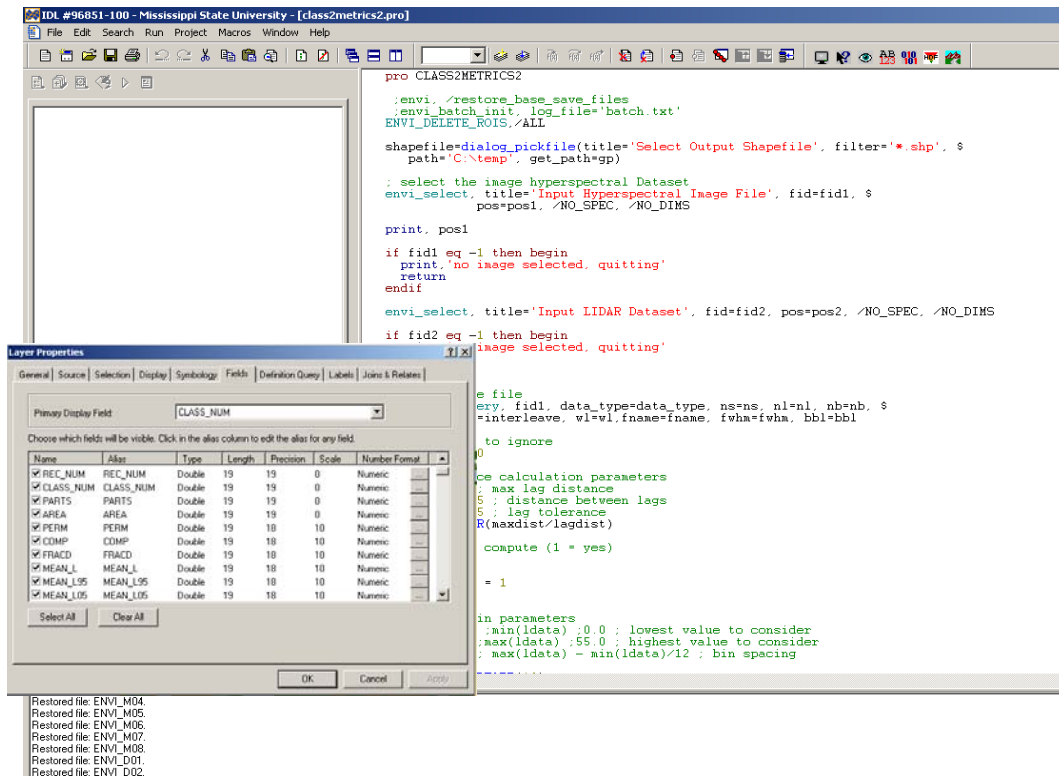 IDL #96851-100 - Mississippi State University - [class2metrics2.pro]
File Edit Search Run Project Macros Window Help
pro CLASS2METRICS2
;envi, /restore_base_save_files
;envi_batch_init, log_file='batch.txt'
ENVI_DELETE_ROIS,/ALL
shapefile=dialog_pickfile(title='Select Output Shapefile', filter='*.shp', $
path='C:\temp', get_path=gp)
; select the image hyperspectral Dataset
envi_select, title='Input Hyperspectral Image File', fid=fid1, $
pos=pos1, /NO_SPEC, /NO_DIMS
print, pos1
if fid1 eq -1 then begin
print,'no image selected, quitting'
return
endif
envi_select, title='Input LIDAR Dataset', fid=fid2, pos=pos2, /NO_SPEC, /NO_DIMS
if fid2 eq -1 then begin
image selected, quitting'
e file
ery, fid1, data_type=data_type, ns=ns, nl=nl, nb=nb, $
=interleave, wl=wl,fname=fname, fwhm=fwhm, bbl=bbl
to ignore
0
ce calculation parameters
; max lag distance
5 ; distance between lags
5 ; lag tolerance
R(maxdist/lagdist)
compute (1 = yes)
= 1
in parameters
;min(ldata) ;0.0 ; lowest value to consider
;max(ldata) ;55.0 ; highest value to consider
; max(ldata) - min(ldata)/12 ; bin spacing
Layer Properties
General Source Selection Display Symbology Fields Definition Query Labels Joins & Relates
Primary Display Field: CLASS_NUM
Choose which fields will be visible. Click in the alias column to edit the alias for any field.
Name Alias Type Length Precision Scale Number Format
REC_NUM REC_NUM Double 19 19 0 Numeric ...
CLASS_NUM CLASS_NUM Double 19 19 0 Numeric ...
PARTS PARTS Double 19 19 0 Numeric ...
AREA AREA Double 19 19 0 Numeric ...
PERM PERM Double 19 18 10 Numeric ...
COMP COMP Double 19 18 10 Numeric ...
FRACD FRACD Double 19 18 10 Numeric ...
MEAN_L MEAN_L Double 19 18 10 Numeric ...
MEAN_L95 MEAN_L95 Double 19 18 10 Numeric ...
MEAN_L05 MEAN_L05 Double 19 18 10 Numeric ...
Select All Clear All
OK Cancel Apply
Restored file: ENVI_M04.
Restored file: ENVI_M05.
Restored file: ENVI_M06.
Restored file: ENVI_M07.
Restored file: ENVI_M08.
Restored file: ENVI_D01.
Restored file: ENVI_D02.